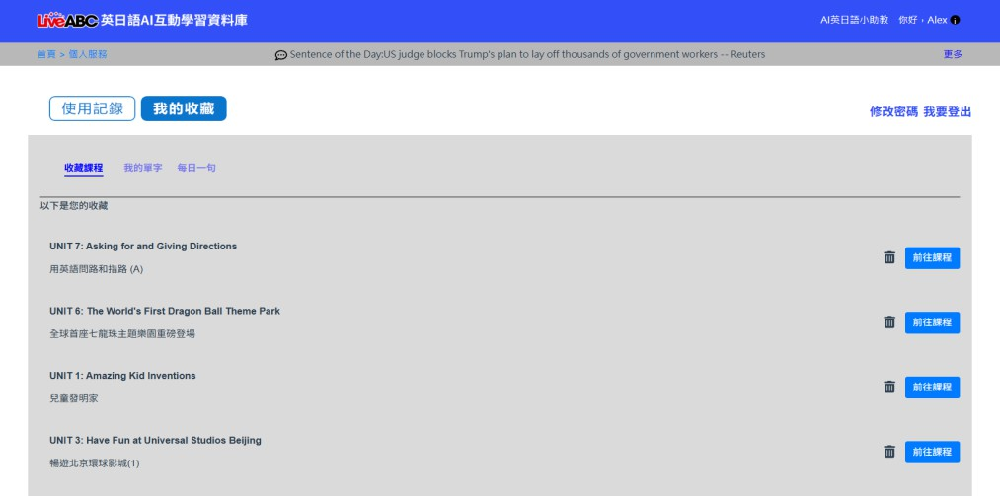 LiveABC 英日語AI互動學習資料庫
AI英日語小助教 你好，Alex
首頁 > 個人服務
Sentence of the Day:US judge blocks Trump's plan to lay off thousands of government workers -- Reuters
更多
使用記錄 我的收藏
修改密碼 我要登出
收藏課程 我的單字 每日一句
以下是您的收藏
UNIT 7: Asking for and Giving Directions
用英語問路和指路 (A)
前往課程
UNIT 6: The World's First Dragon Ball Theme Park
全球首座七龍珠主題樂園重磅登場
前往課程
UNIT 1: Amazing Kid Inventions
兒童發明家
前往課程
UNIT 3: Have Fun at Universal Studios Beijing
暢遊北京環球影城(1)
前往課程